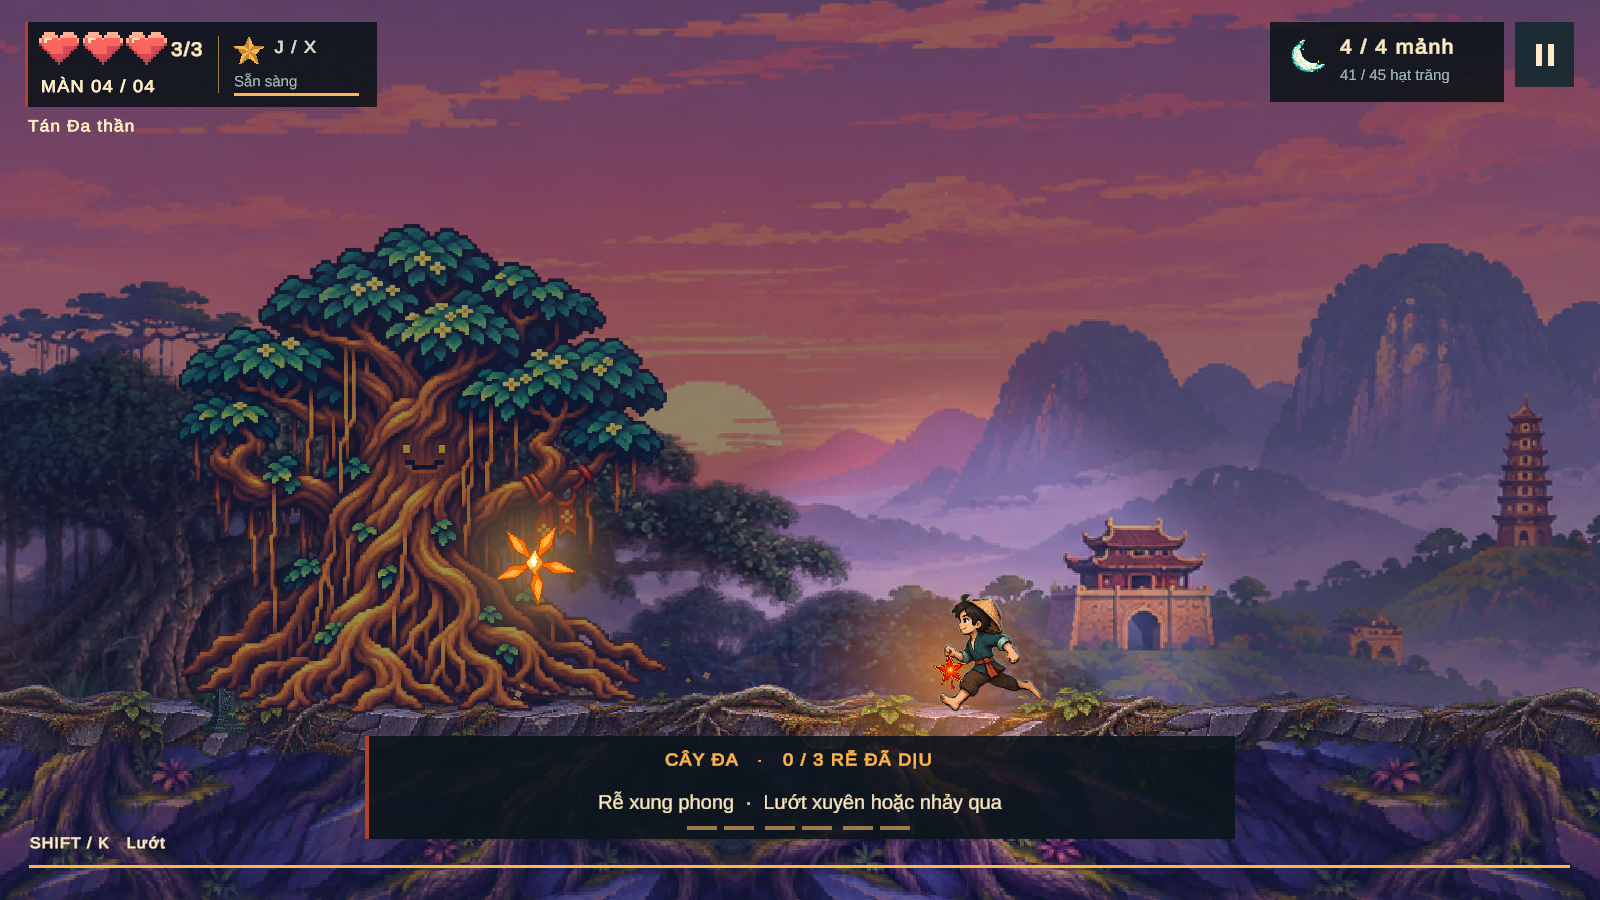 3/3
MÀN 04 / 04
J / X
Sẵn sàng
Tán Đa thần
4 / 4 mảnh
41 / 45 hạt trăng
CÂY ĐA · 0 / 3 RỄ ĐÃ DỊU
Rễ xung phong · Lướt xuyên hoặc nhảy qua
SHIFT / K Lướt